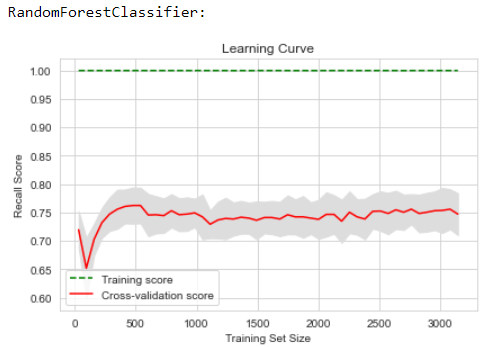 RandomForestClassifier:
Learning Curve
1.00
0.95
0.90
0.85
0.80
0.75
0.70
0.65
0.60
Recall Score
Training score
Cross-validation score
0
500
1000
1500
2000
2500
3000
Training Set Size